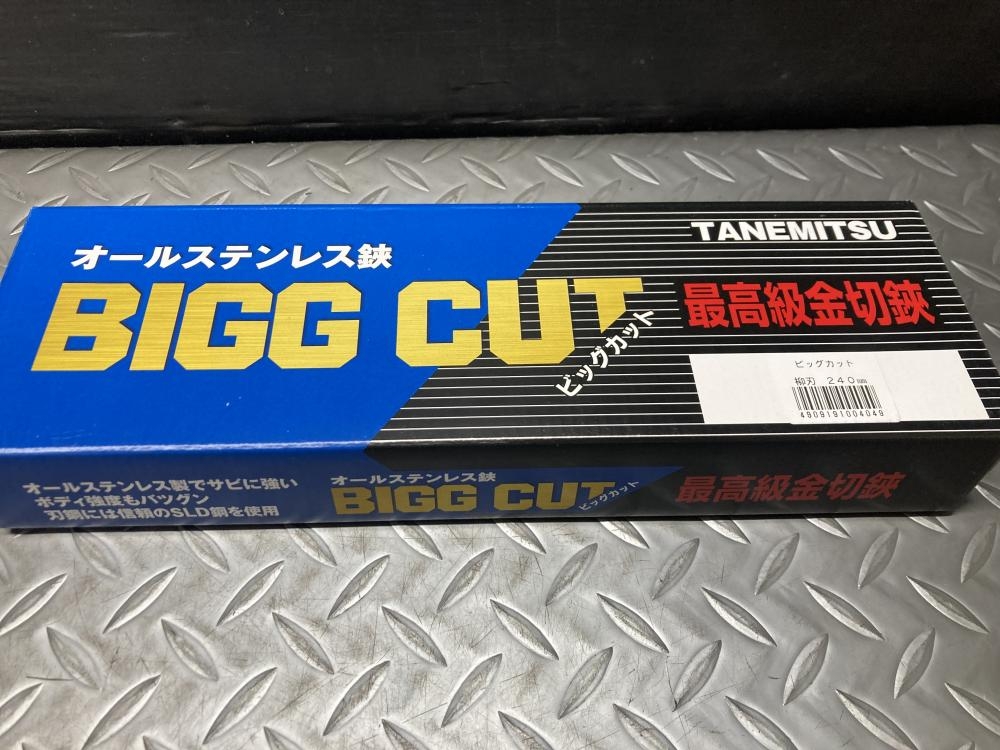 オールステンレス鋏
BIGG CUT
ビッグカット
TANEMITSU
最高級金切鋏
ビッグカット
柳刃 240mm
4909191004049
オールステンレス製でサビに強い
ボディ強度もバツグン
刃鋼には信頼のSLD鋼を使用
オールステンレス鋏
BIGG CUT
ビッグカット
最高級金切鋏